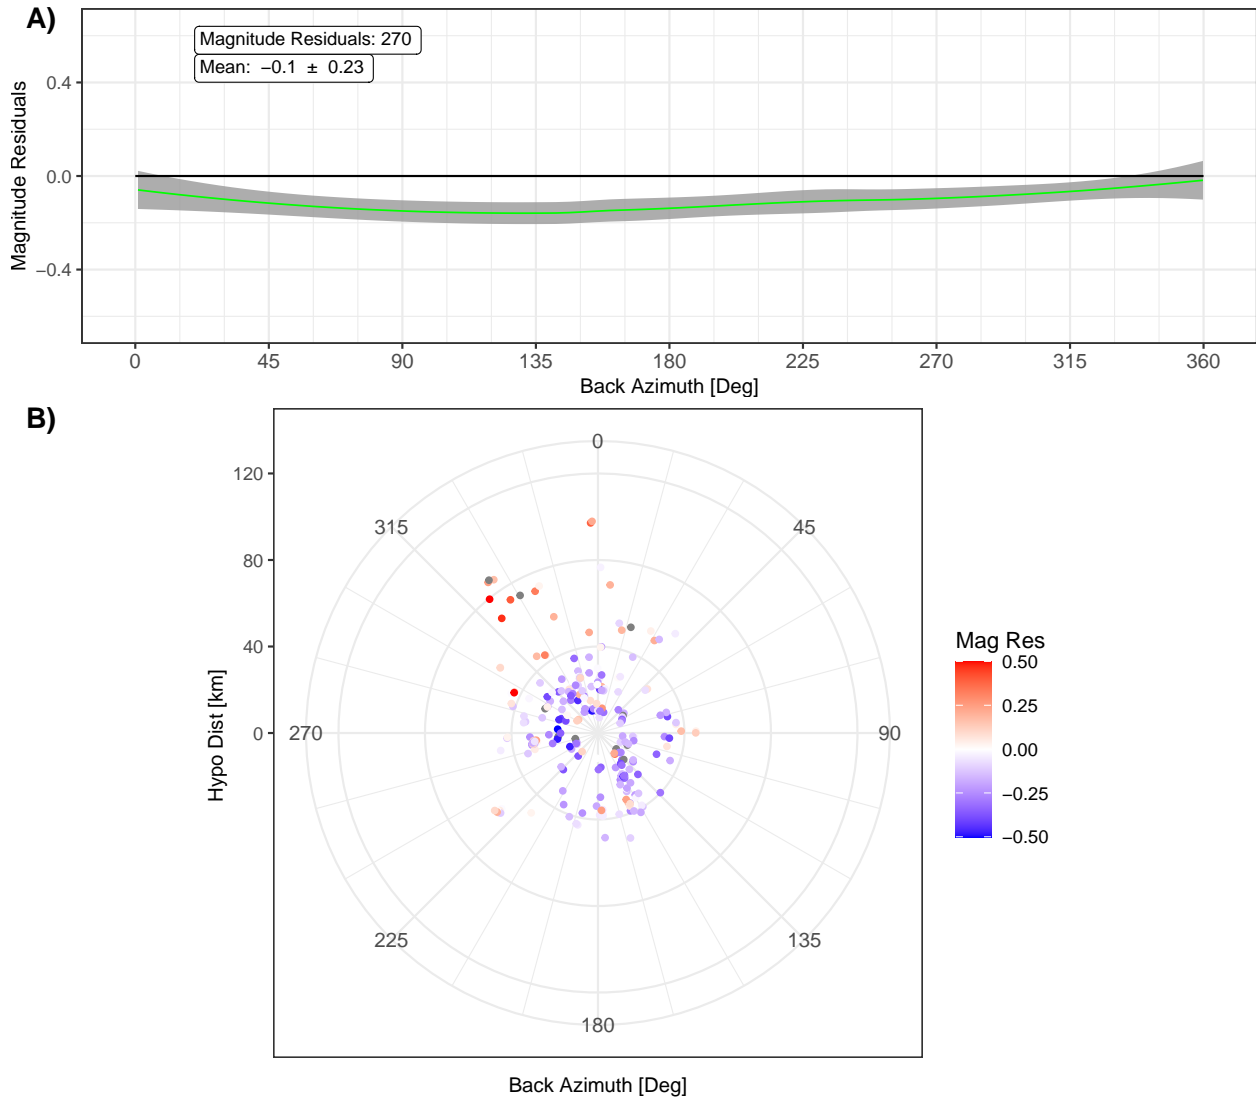 A)
Magnitude Residuals: 270
Mean: −0.1 ± 0.23
Magnitude Residuals
0.4
0.0
−0.4
0 45 90 135 180 225 270 315 360
Back Azimuth [Deg]
B)
Hypo Dist [km]
120
80
40
0
0
45
90
135
180
225
270
315
Back Azimuth [Deg]
Mag Res
0.50
0.25
0.00
−0.25
−0.50